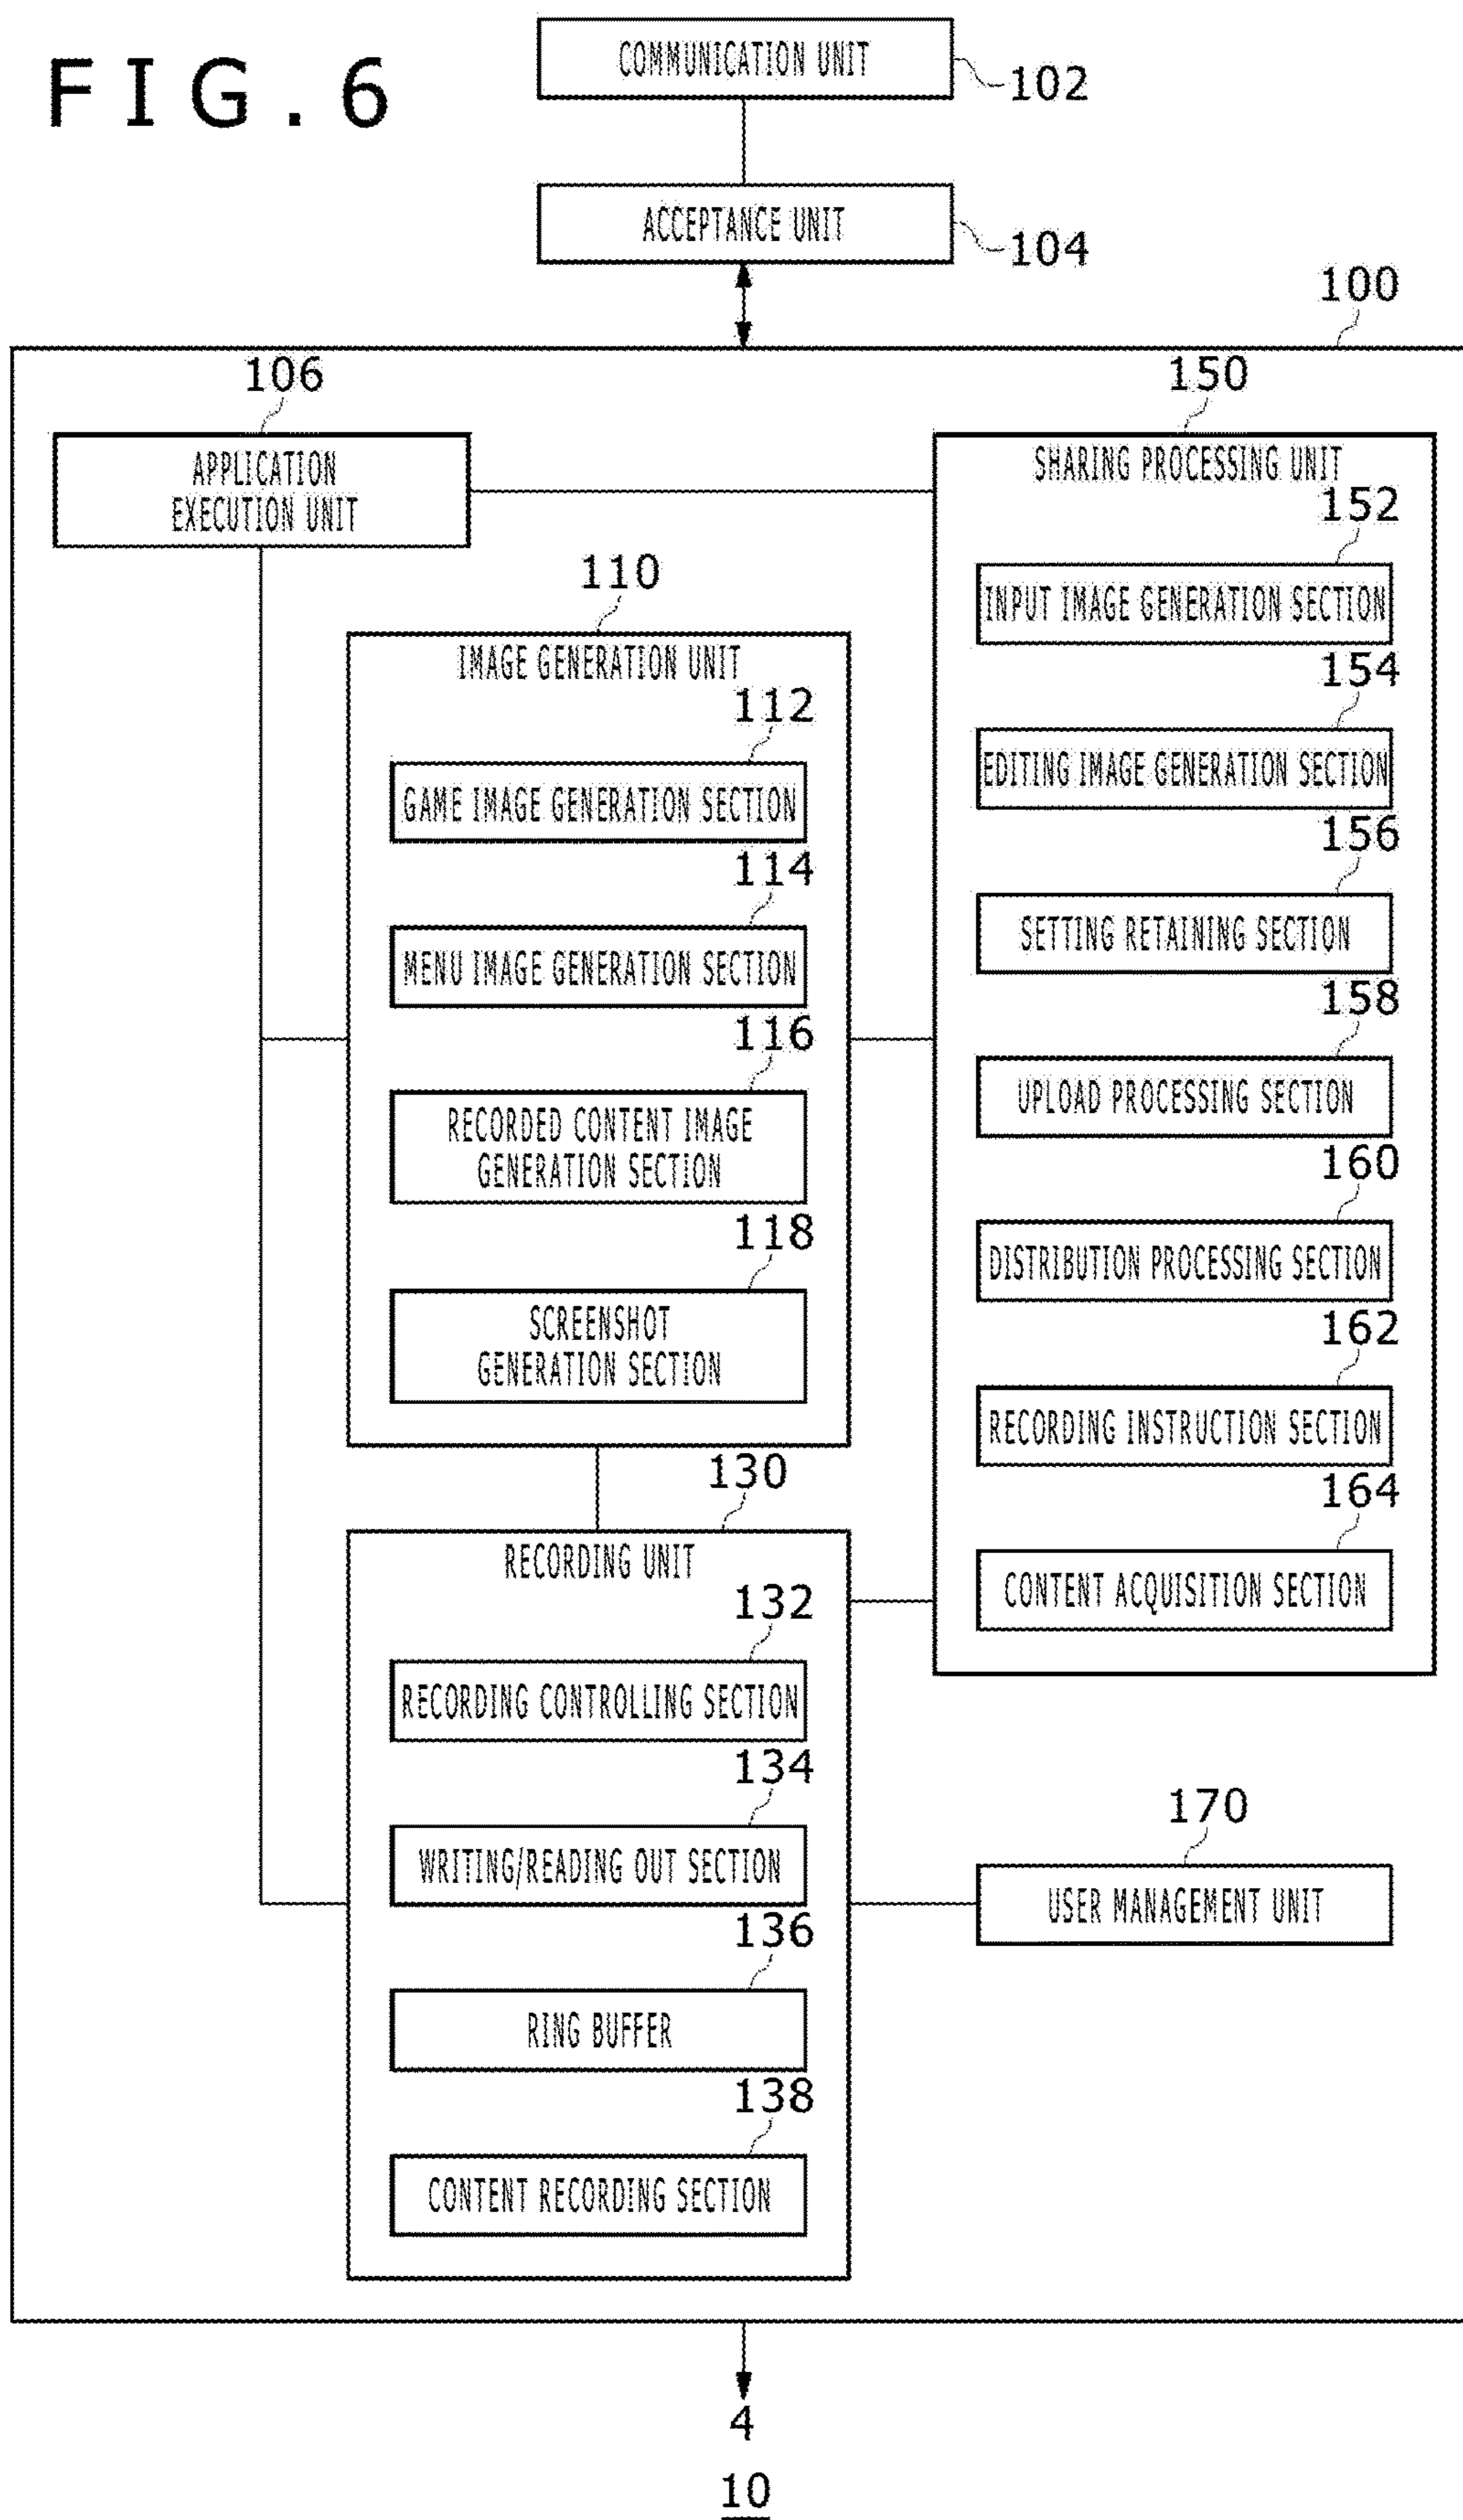 FIG. 6
COMMUNICATION UNIT
102
ACCEPTANCE UNIT
104
100
106
APPLICATION
EXECUTION UNIT
110
IMAGE GENERATION UNIT
112
GAME IMAGE GENERATION SECTION
114
MENU IMAGE GENERATION SECTION
116
RECORDED CONTENT IMAGE
GENERATION SECTION
118
SCREENSHOT
GENERATION SECTION
130
RECORDING UNIT
132
RECORDING CONTROLLING SECTION
134
WRITING/READING OUT SECTION
136
RING BUFFER
138
CONTENT RECORDING SECTION
150
SHARING PROCESSING UNIT
152
INPUT IMAGE GENERATION SECTION
154
EDITING IMAGE GENERATION SECTION
156
SETTING RETAINING SECTION
158
UPLOAD PROCESSING SECTION
160
DISTRIBUTION PROCESSING SECTION
162
RECORDING INSTRUCTION SECTION
164
CONTENT ACQUISITION SECTION
170
USER MANAGEMENT UNIT
4
10